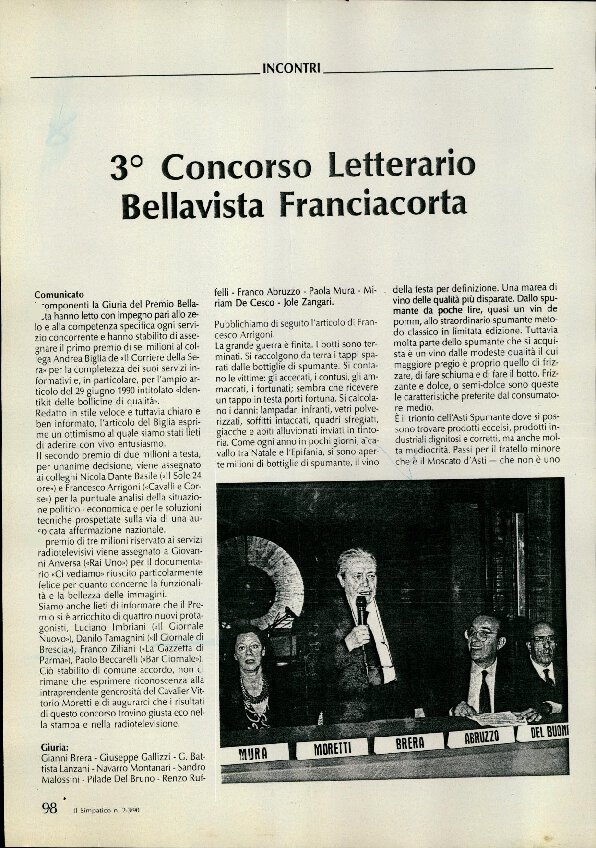 INCONTRI
3° Concorso Letterario
Bellavista Franciacorta
Comunicato
componenti la Giuria del Premio Bella-
sta hanno letto con impegno pari allo ze-
lo e alla competenza specifica ogni servi-
zio concorrente e hanno stabilito di asse-
gnare il primo premio di sei milioni al col-
lega Andrea Biglia de «Il Corriere della Se-
ra» per la completezza dei suoi servizi in-
formativi e, in particolare, per l'ampio ar-
ticolo del 29 giugno 1990 intitolato «Iden-
tikit delle bollicine di qualità».
Redatto in stile veloce e tuttavia chiaro e
ben informato, l'articolo del Biglia espri-
me un ottimismo al quale siamo stati lieti
di aderire con vivo entusiasmo.
Il secondo premio di due milioni a testa,
per unanime decisione, viene assegnato
ai colleghi Nicola Dante Basile («Il Sole 24
ore») e Francesco Arrigoni («Cavalli e Cor-
se») per la puntuale analisi della situazio-
ne politico-economica e per le soluzioni
tecniche prospettate sulla via di una au-
cata affermazione nazionale.
premio di tre milioni riservato ai servizi
radiotelevisivi viene assegnato a Giovan-
ni Anversa («Rai Uno») per il documenta-
rio «Ci vediamo» riuscito particolarmente
felice per quanto concerne la funzionali-
tà e la bellezza delle immagini.
Siamo anche lieti di informare che il Pre-
mio si è arricchito di quattro nuovi prota-
gonisti, Luciano Imbriani («Il Giornale
Nuovo»), Danilo Tamagnini («Il Giornale di
Brescia»), Franco Ziliani («La Gazzetta di
Parma»), Paolo Beccarelli («Bar Giornale»).
Ciò stabilito di comune accordo, non ci
rimane che esprimere riconoscenza alla
intraprendente generosità del Cavalier Vit-
torio Moretti e di augurarci che i risultati
di questo concorso trovino giusta eco nel-
la stampa e nella radiotelevisione.
Giuria:
Gianni Brera - Giuseppe Gallizzi - G. Bat-
tista Lanzani - Navarro Montanari - Sandro
Malossini - Pilade Del Bruno - Renzo Ruf-
felli - Franco Abruzzo - Paola Mura - Mi-
riam De Cesco - Jole Zangari.
Pubblichiamo di seguito l'articolo di Fran-
cesco Arrigoni.
La grande guerra è finita. I botti sono ter-
minati. Si raccolgono da terra i tappi spa-
rati dalle bottiglie di spumante. Si conta-
no le vittime: gli accecati, i contusi, gli am-
maccati, i fortunati; sembra che ricevere
un tappo in testa porti fortuna. Si calcola-
no i danni: lampadari infranti, vetri polve-
rizzati, soffitti intaccati, quadri sfregiati,
giacche e abiti alluvionati inviati in tinto-
ria. Come ogni anno in pochi giorni, a ca-
vallo tra Natale e l'Epifania, si sono aper-
te milioni di bottiglie di spumante, il vino
della festa per definizione. Una marea di
vino delle qualità più disparate. Dallo spu-
mante da poche lire, quasi un vin de
pomm, allo straordinario spumante meto-
do classico in limitata edizione. Tuttavia
molta parte dello spumante che si acqui-
sta è un vino dalle modeste qualità il cui
maggiore pregio è proprio quello di friz-
zare, di fare schiuma e di fare il botto. Friz-
zante e dolce, o semi-dolce sono queste
le caratteristiche preferite dal consumato-
re medio.
È il trionfo dell'Asti Spumante dove si pos-
sono trovare prodotti eccelsi, prodotti in-
dustriali dignitosi e corretti, ma anche mol-
ta mediocrità. Passi per il fratello minore
che è il Moscato d'Asti — che non è uno
MURA
MORETTI
BRERA
ABRUZZO
DEL BUONO
98 Il Simpatico n. 2-3/90